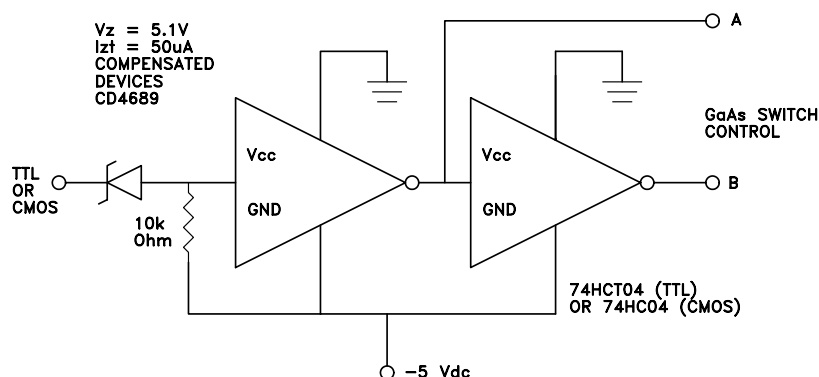 Vz = 5.1V
Izt = 50uA
COMPENSATED
DEVICES
CD4689
A
GaAs SWITCH
CONTROL
Vcc
Vcc
TTL
OR
CMOS
B
GND
GND
10k
Ohm
74HCT04 (TTL)
OR 74HC04 (CMOS)
-5 Vdc